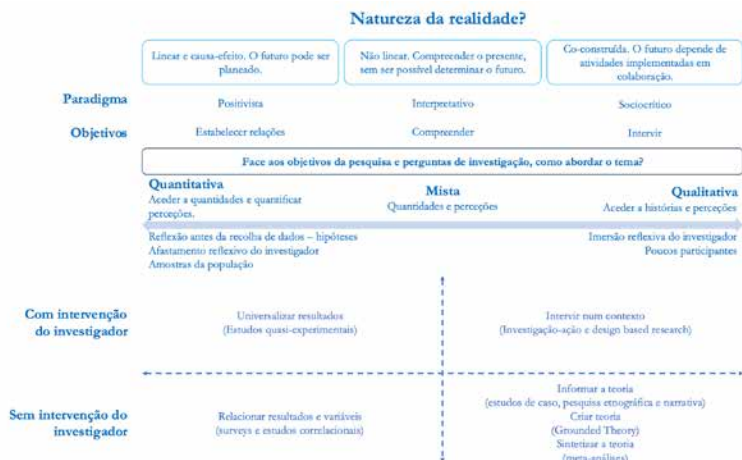 Natureza da realidade?
Linear e causa-efeito. O futuro pode ser
planeado.
Não linear. Compreender o presente,
sem ser possível determinar o futuro.
Co-construída. O futuro depende de
atividades implementadas em
colaboração.
Paradigma
Positivista
Interpretativo
Sociocrítico
Objetivos
Estabelecer relações
Compreender
Intervir
Face aos objetivos da pesquisa e perguntas de investigação, como abordar o tema?
Quantitativa
Aceder a quantidades e quantificar
perceções.
Mista
Quantidades e perceções
Qualitativa
Aceder a histórias e perceções
Reflexão antes da recolha de dados – hipóteses
Afastamento reflexivo do investigador
Amostras da população
Imersão reflexiva do investigador
Poucos participantes
Com intervenção
do investigador
Universalizar resultados
(Estudos quasi-experimentais)
Intervir num contexto
(Investigação-ação e design based research)
Sem intervenção do
investigador
Relacionar resultados e variáveis
(surveys e estudos correlacionais)
Informar a teoria
(estudos de caso, pesquisa etnográfica e narrativa)
Criar teoria
(Grounded Theory)
Sintetizar a teoria
(meta-análises)